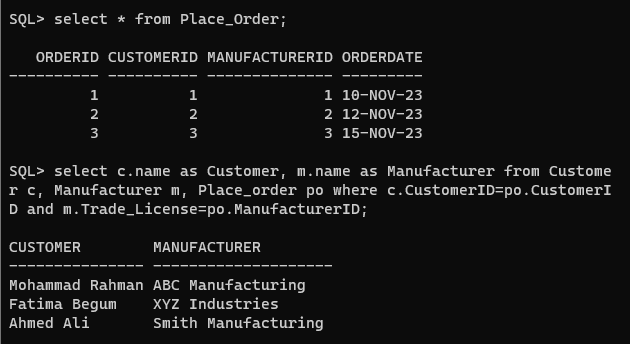 SQL> select * from Place_Order;
ORDERID CUSTOMERID MANUFACTURERID ORDERDATE
---------- ---------- -------------- ---------
1 1 1 10-NOV-23
2 2 2 12-NOV-23
3 3 3 15-NOV-23
SQL> select c.name as Customer, m.name as Manufacturer from Custome
r c, Manufacturer m, Place_order po where c.CustomerID=po.CustomerI
D and m.Trade_License=po.ManufacturerID;
CUSTOMER MANUFACTURER
--------------- --------------------
Mohammad Rahman ABC Manufacturing
Fatima Begum XYZ Industries
Ahmed Ali Smith Manufacturing